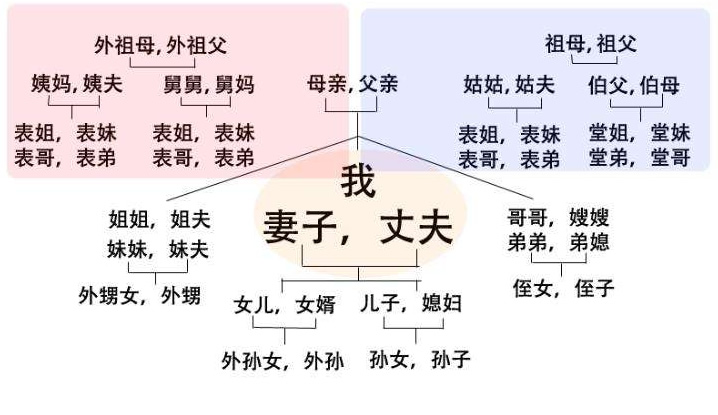 外祖母, 外祖父
祖母, 祖父
姨妈, 姨夫
舅舅, 舅妈
母亲, 父亲
姑姑, 姑夫
伯父, 伯母
表姐, 表妹
表哥, 表弟
表姐, 表妹
表哥, 表弟
表姐, 表妹
表哥, 表弟
堂姐, 堂妹
堂弟, 堂哥
我
妻子, 丈夫
姐姐, 姐夫
妹妹, 妹夫
外甥女, 外甥
哥哥, 嫂嫂
弟弟, 弟媳
侄女, 侄子
女儿, 女婿
儿子, 媳妇
外孙女, 外孙
孙女, 孙子